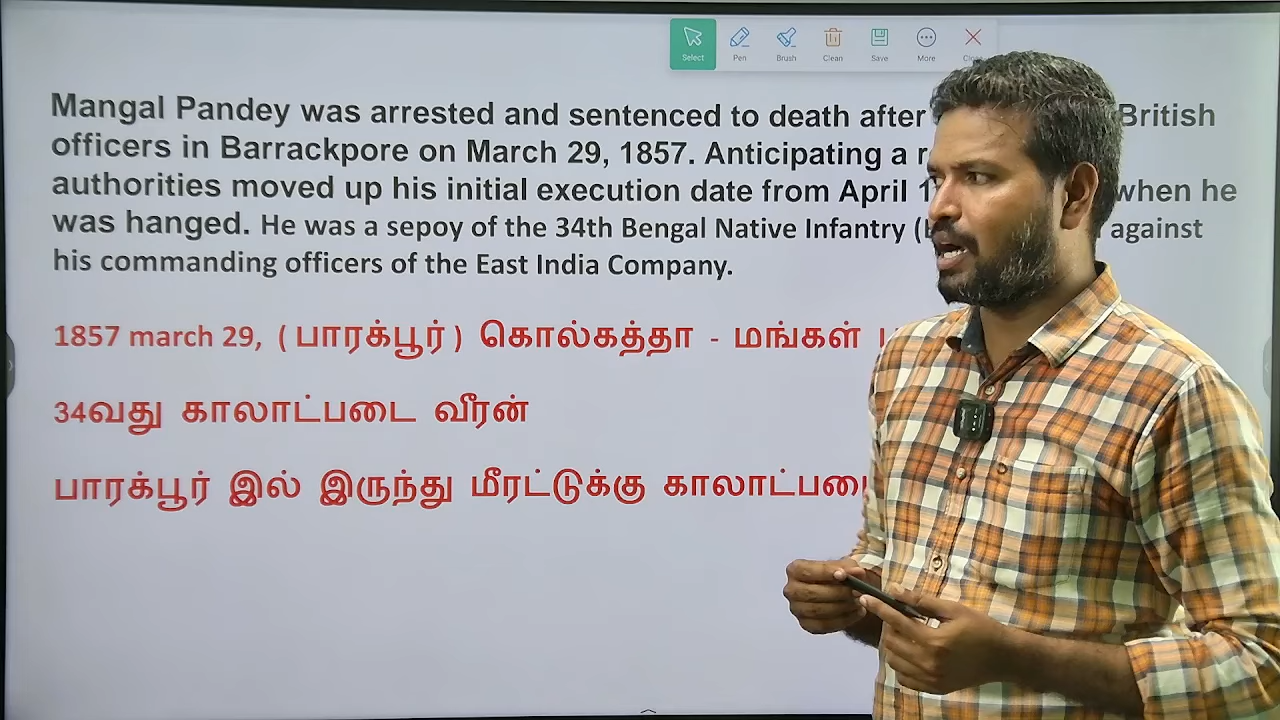 Select Pen Brush Clean Save More
Mangal Pandey was arrested and sentenced to death after British
officers in Barrackpore on March 29, 1857. Anticipating a
authorities moved up his initial execution date from April when he
was hanged. He was a sepoy of the 34th Bengal Native Infantry against
his commanding officers of the East India Company.
1857 march 29, ( பாரக்பூர் ) கொல்கத்தா - மங்கள்
34வது காலாட்படை வீரன்
பாரக்பூர் இல் இருந்து மீரட்டுக்கு காலாட்படை